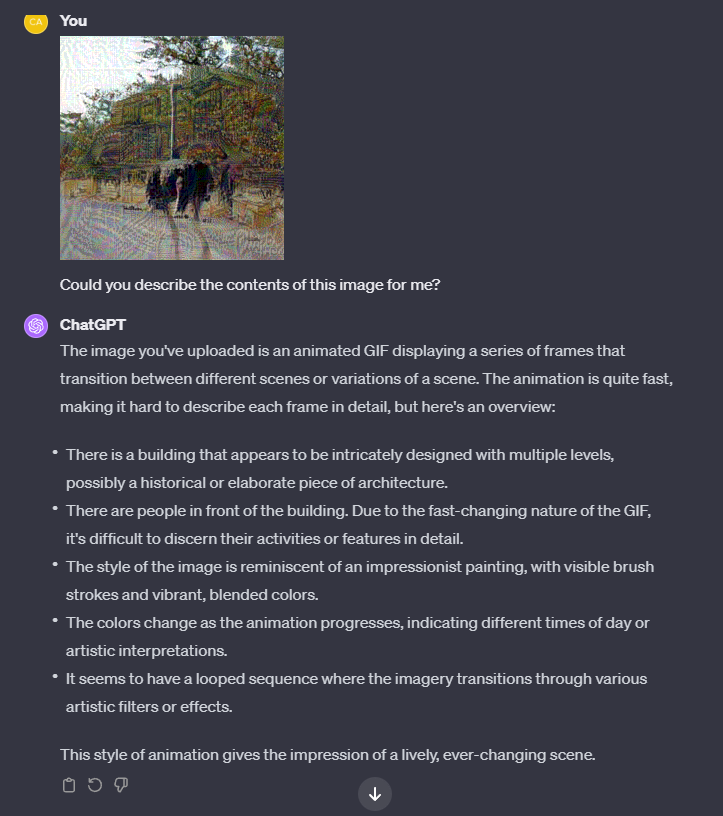 CA
You
Could you describe the contents of this image for me?
ChatGPT
The image you've uploaded is an animated GIF displaying a series of frames that
transition between different scenes or variations of a scene. The animation is quite fast,
making it hard to describe each frame in detail, but here's an overview:
• There is a building that appears to be intricately designed with multiple levels,
possibly a historical or elaborate piece of architecture.
• There are people in front of the building. Due to the fast-changing nature of the GIF,
it's difficult to discern their activities or features in detail.
• The style of the image is reminiscent of an impressionist painting, with visible brush
strokes and vibrant, blended colors.
• The colors change as the animation progresses, indicating different times of day or
artistic interpretations.
• It seems to have a looped sequence where the imagery transitions through various
artistic filters or effects.
This style of animation gives the impression of a lively, ever-changing scene.